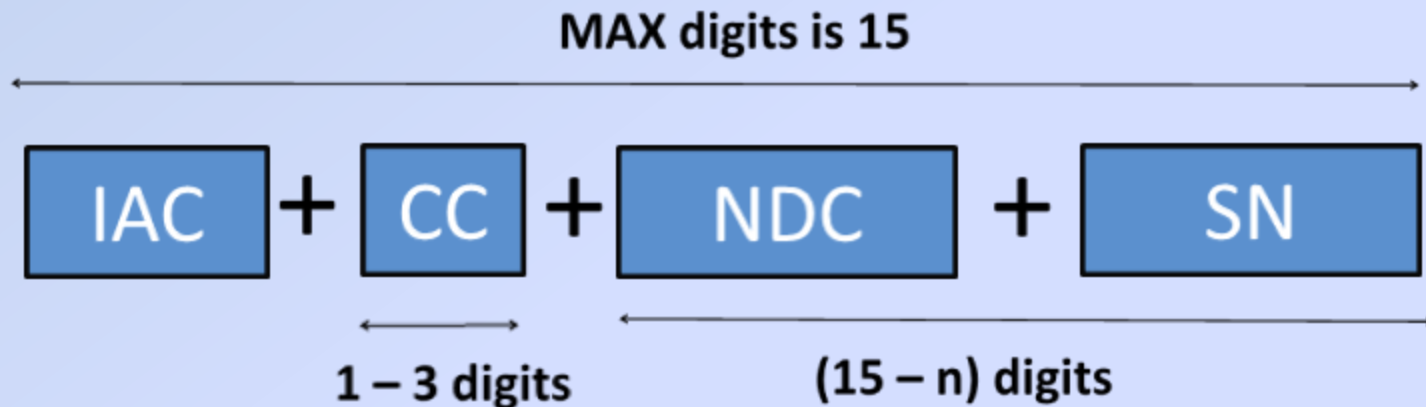 MAX digits is 15
IAC + CC + NDC + SN
1 – 3 digits
(15 – n) digits